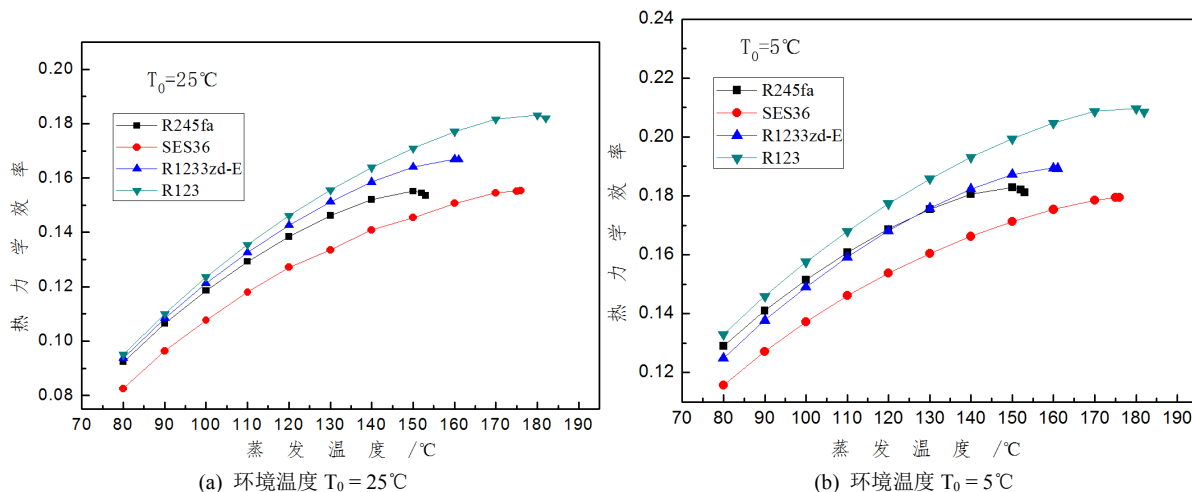 T₀=25℃
R245fa
SES36
R1233zd-E
R123
热力学效率
0.20
0.18
0.16
0.14
0.12
0.10
0.08
70 80 90 100 110 120 130 140 150 160 170 180 190
蒸发温度/℃
(a) 环境温度 T₀ = 25℃
T₀=5℃
R245fa
SES36
R1233zd-E
R123
热力学效率
0.24
0.22
0.20
0.18
0.16
0.14
0.12
70 80 90 100 110 120 130 140 150 160 170 180 190
蒸发温度/℃
(b) 环境温度 T₀ = 5℃